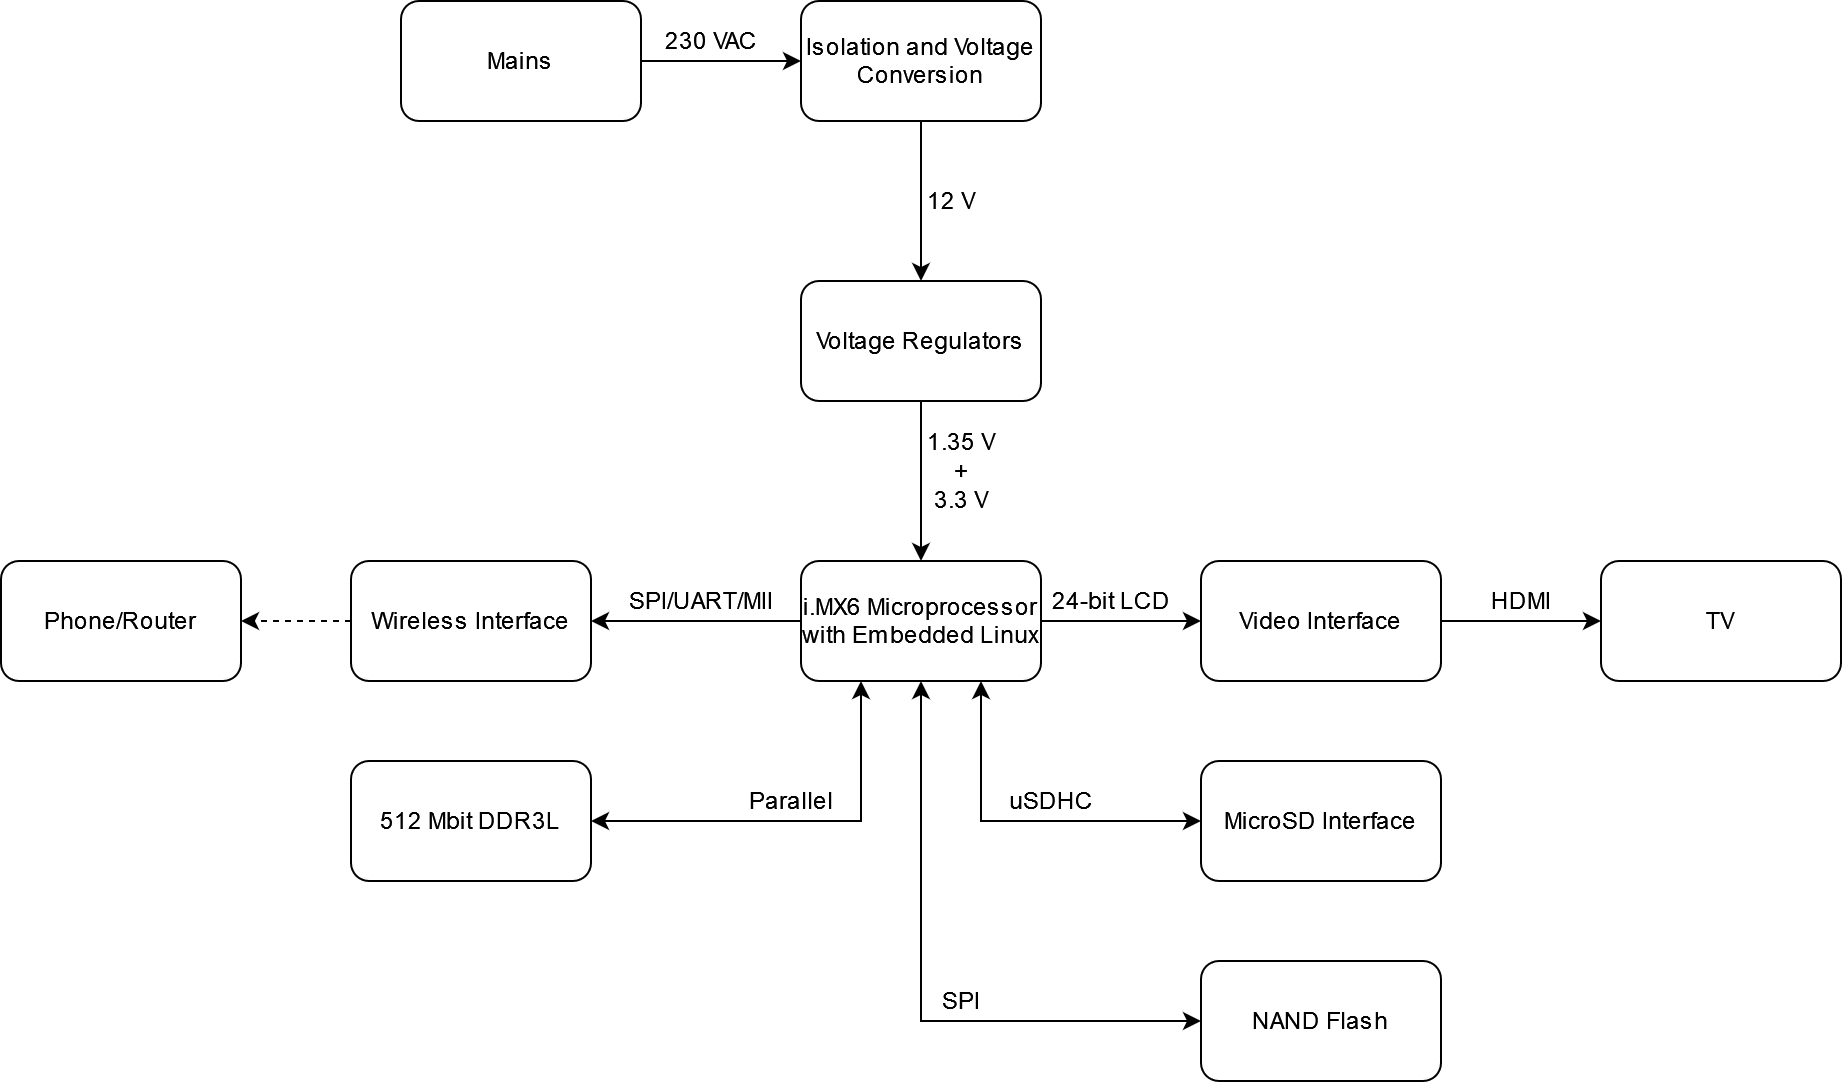 Mains
230 VAC
Isolation and Voltage
Conversion
12 V
Voltage Regulators
1.35 V
+
3.3 V
Phone/Router
Wireless Interface
SPI/UART/MII
i.MX6 Microprocessor
with Embedded Linux
24-bit LCD
Video Interface
HDMI
TV
512 Mbit DDR3L
Parallel
uSDHC
MicroSD Interface
SPI
NAND Flash